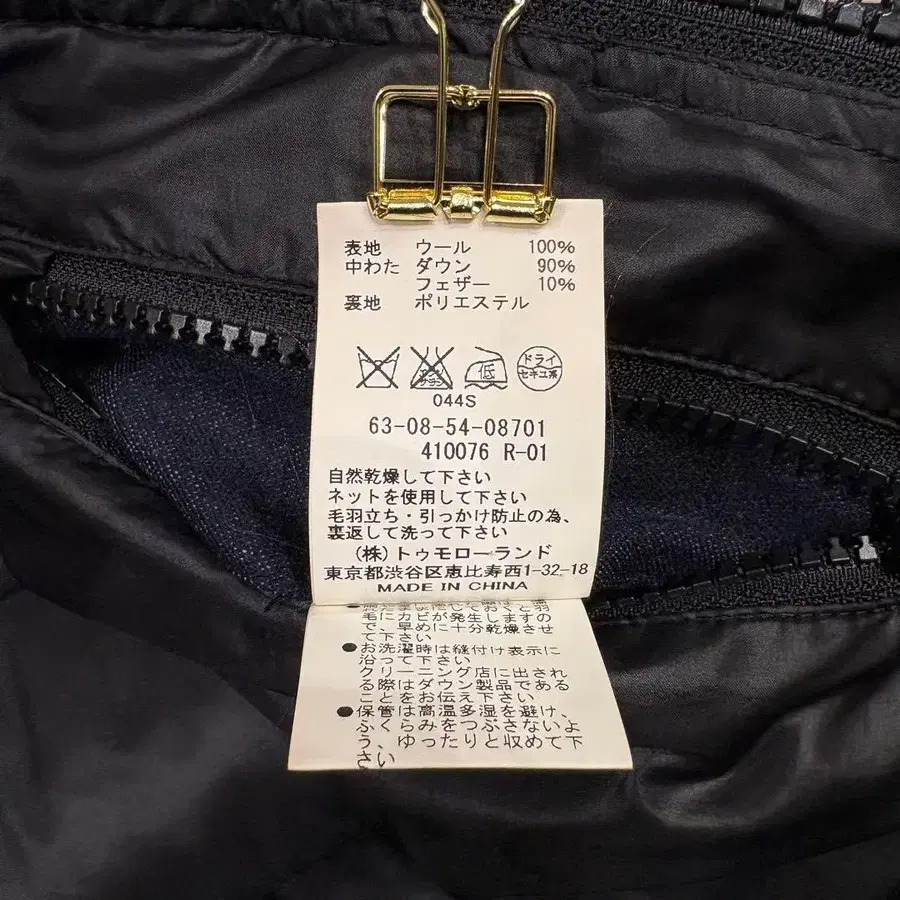 表地 ウール 100%
中わた ダウン 90%
フェザー 10%
裏地 ポリエステル
低
ドライ
セキユ系
044S
63-08-54-08701
410076 R-01
自然乾燥して下さい
ネットを使用して下さい
毛羽立ち・引っかけ防止の為、
裏返して洗って下さい
(株)トゥモローランド
東京都渋谷区恵比寿西1-32-18
MADE IN CHINA
毛にカビが発生しますの
で、早めに十分乾燥させ
て下さい
●お洗濯時は縫付け表示に
沿って下さい
クリーニング店に出され
る際はダウン製品である
ことをお伝え下さい
●保管は高温多湿を避け、
ふくらみをつぶさないよ
う、ゆったりと収めて下
さい